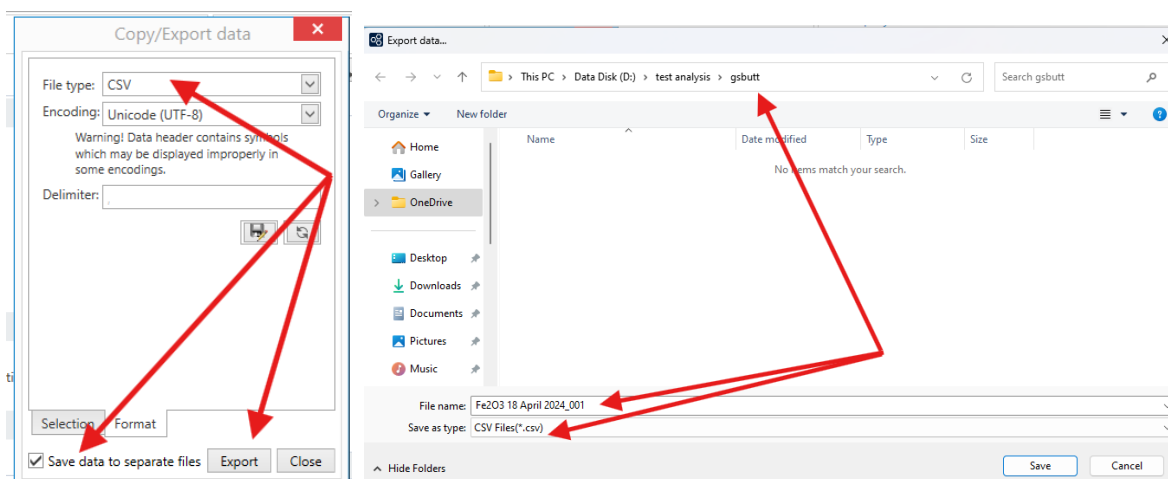 Copy/Export data
File type: CSV
Encoding: Unicode (UTF-8)
Warning! Data header contains symbols
which may be displayed improperly in
some encodings.
Delimiter: ,
Selection Format
Save data to separate files Export Close
Export data...
This PC > Data Disk (D:) > test analysis > gsbutt
Search gsbutt
Organize New folder
Name Date modified Type Size
No items match your search.
Home
Gallery
OneDrive
Desktop
Downloads
Documents
Pictures
Music
File name: Fe2O3 18 April 2024_001
Save as type: CSV Files(*.csv)
Hide Folders Save Cancel